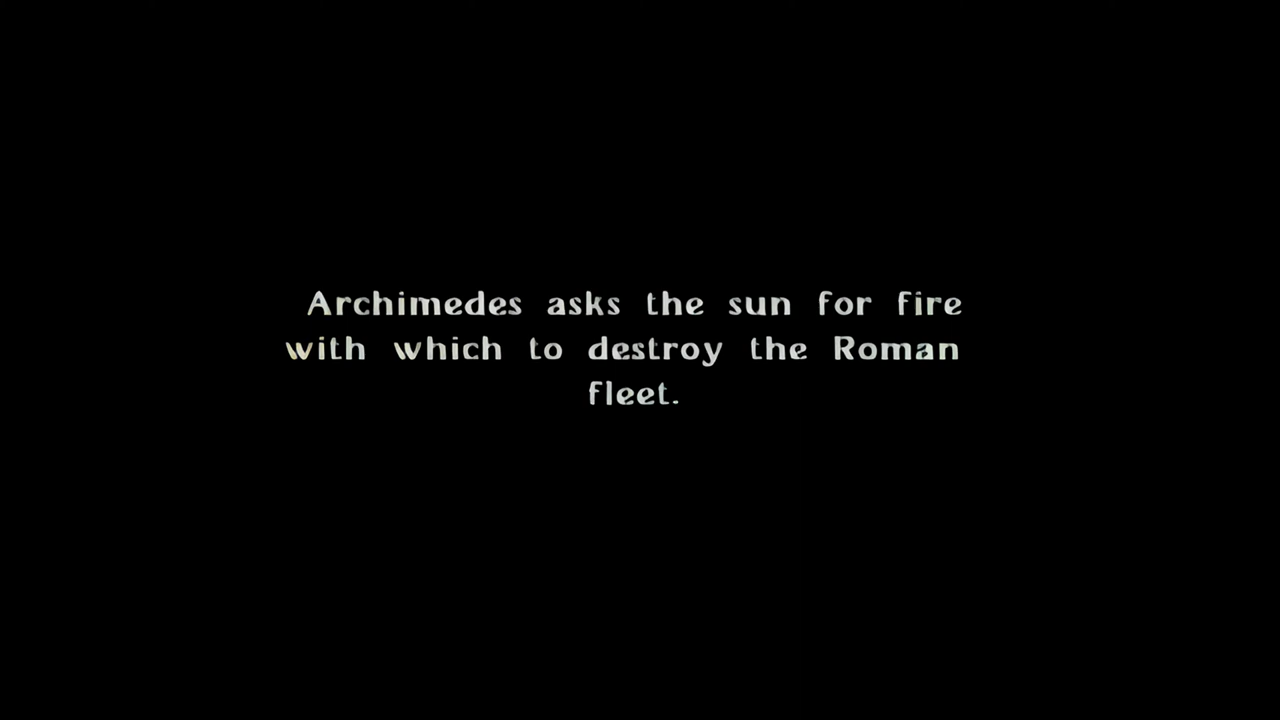 Archimedes asks the sun for fire
with which to destroy the Roman
fleet.